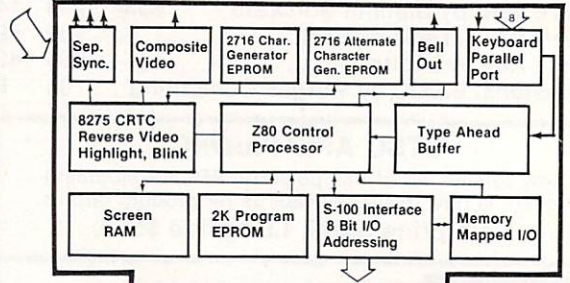 Sep.
Sync.
Composite
Video
2716 Char.
Generator
EPROM
2716 Alternate
Character
Gen. EPROM
Bell
Out
8
Keyboard
Parallel
Port
8275 CRTC
Reverse Video
Highlight, Blink
Z80 Control
Processor
Type Ahead
Buffer
Screen
RAM
2K Program
EPROM
S-100 Interface
8 Bit I/O
Addressing
Memory
Mapped I/O